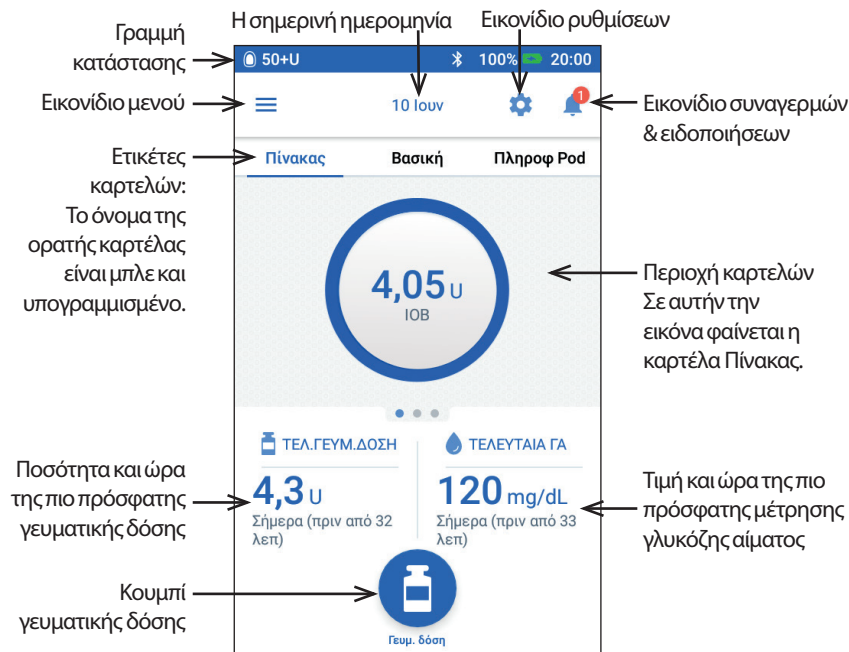 Η σημερινή ημερομηνία
Εικονίδιο ρυθμίσεων
Γραμμή
κατάστασης
50+U
100%
20:00
Εικονίδιο μενού
10 Ιουν
1
Εικονίδιο συναγερμών
& ειδοποιήσεων
Ετικέτες
καρτελών:
Το όνομα της
ορατής καρτέλας
είναι μπλε και
υπογραμμισμένο.
Πίνακας
Βασική
Πληροφ Pod
4,05 U
IOB
Περιοχή καρτελών
Σε αυτήν την
εικόνα φαίνεται η
καρτέλα Πίνακας.
ΤΕΛ.ΓΕΥΜ.ΔΟΣΗ
ΤΕΛΕΥΤΑΙΑ ΓΑ
Ποσότητα και ώρα
της πιο πρόσφατης
γευματικής δόσης
4,3 U
Σήμερα (πριν από 32
λεπ)
120 mg/dL
Σήμερα (πριν από 33
λεπ)
Τιμή και ώρα της πιο
πρόσφατης μέτρησης
γλυκόζης αίματος
Κουμπί
γευματικής δόσης
Γευμ. δόση